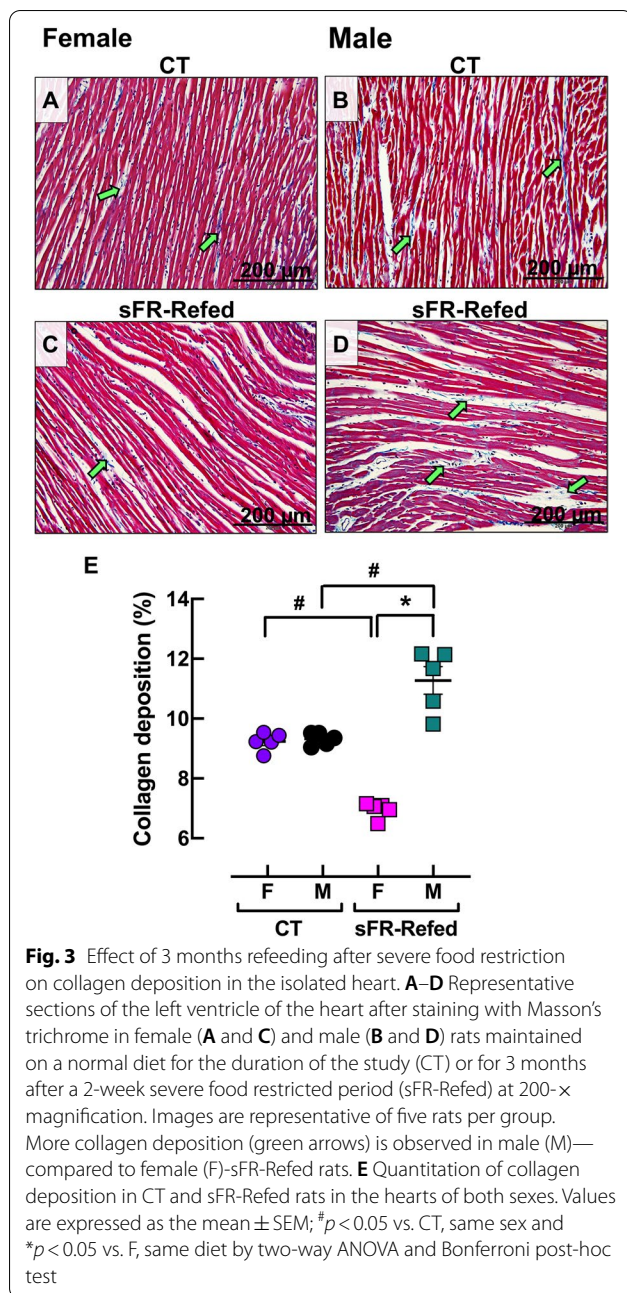 Female
Male
CT
CT
A
B
200 µm
200 µm
sFR-Refed
sFR-Refed
C
D
200 µm
200 µm
E
Collagen deposition (%)
14
12
10
8
6
#
#
*
F
M
F
M
CT
sFR-Refed
Fig. 3 Effect of 3 months refeeding after severe food restriction
on collagen deposition in the isolated heart. A–D Representative
sections of the left ventricle of the heart after staining with Masson’s
trichrome in female (A and C) and male (B and D) rats maintained
on a normal diet for the duration of the study (CT) or for 3 months
after a 2-week severe food restricted period (sFR-Refed) at 200-×
magnification. Images are representative of five rats per group.
More collagen deposition (green arrows) is observed in male (M)—
compared to female (F)-sFR-Refed rats. E Quantitation of collagen
deposition in CT and sFR-Refed rats in the hearts of both sexes. Values
are expressed as the mean ± SEM; #p < 0.05 vs. CT, same sex and
*p < 0.05 vs. F, same diet by two-way ANOVA and Bonferroni post-hoc
test